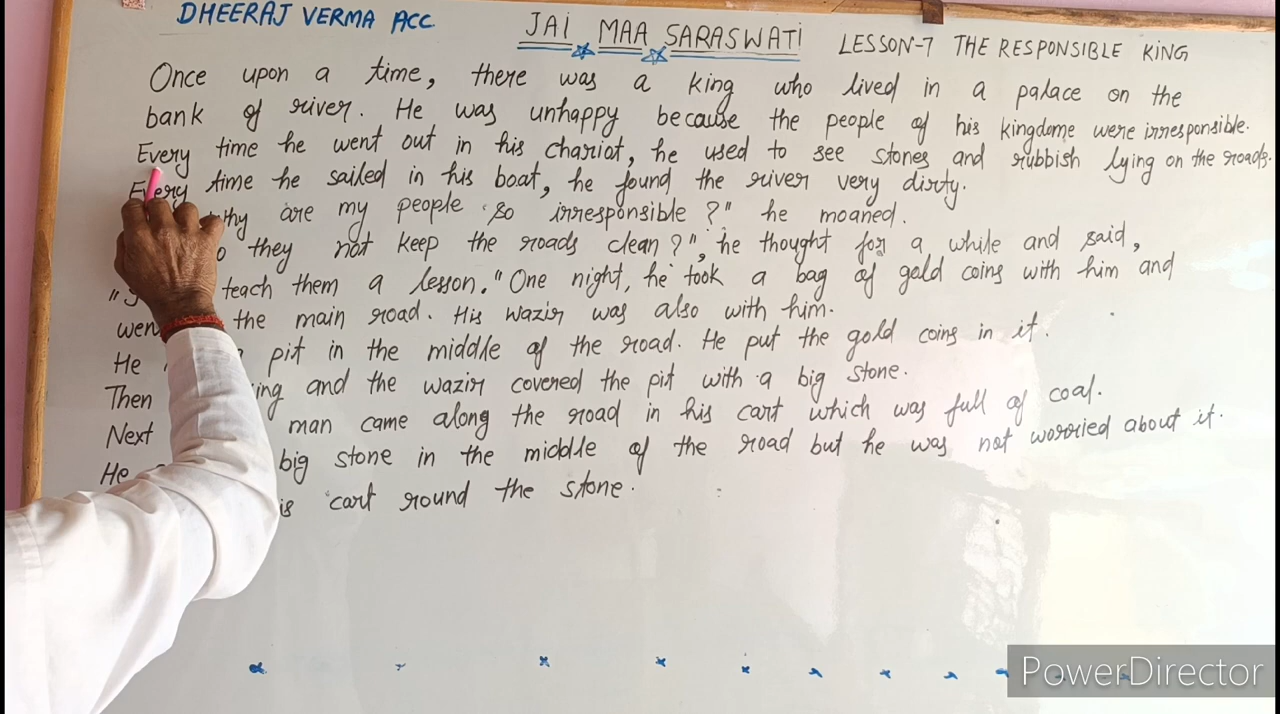 DHEERAJ VERMA ACC
JAI MAA SARASWATI
LESSON-7 THE RESPONSIBLE KING
Once upon a time, there was a king who lived in a palace on the
bank of river. He was unhappy because the people of his kingdome were irresponsible.
Every time he went out in his chariot, he used to see stones and rubbish lying on the roads.
Every time he sailed in his boat, he found the river very dirty.
are my people so irresponsible ?" he moaned.
they not keep the roads clean?", he thought for a while and said,
teach them a lesson." One night, he took a bag of gold coins with him and
the main road. His wazir was also with him.
He pit in the middle of the road. He put the gold coins in it.
Then and the wazir covered the pit with a big stone.
Next man came along the road in his cart which was full of coal.
He big stone in the middle of the road but he was not worried about it.
cart round the stone.
PowerDirector